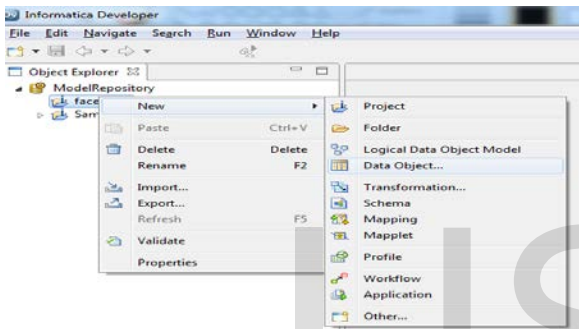 Informatica Developer
File Edit Navigate Search Run Window Help
Object Explorer
ModelRepository
face
Sam
New
Paste Ctrl+V
Delete Delete
Rename F2
Import...
Export...
Refresh F5
Validate
Properties
Project
Folder
Logical Data Object Model
Data Object...
Transformation...
Schema
Mapping
Mapplet
Profile
Workflow
Application
Other...